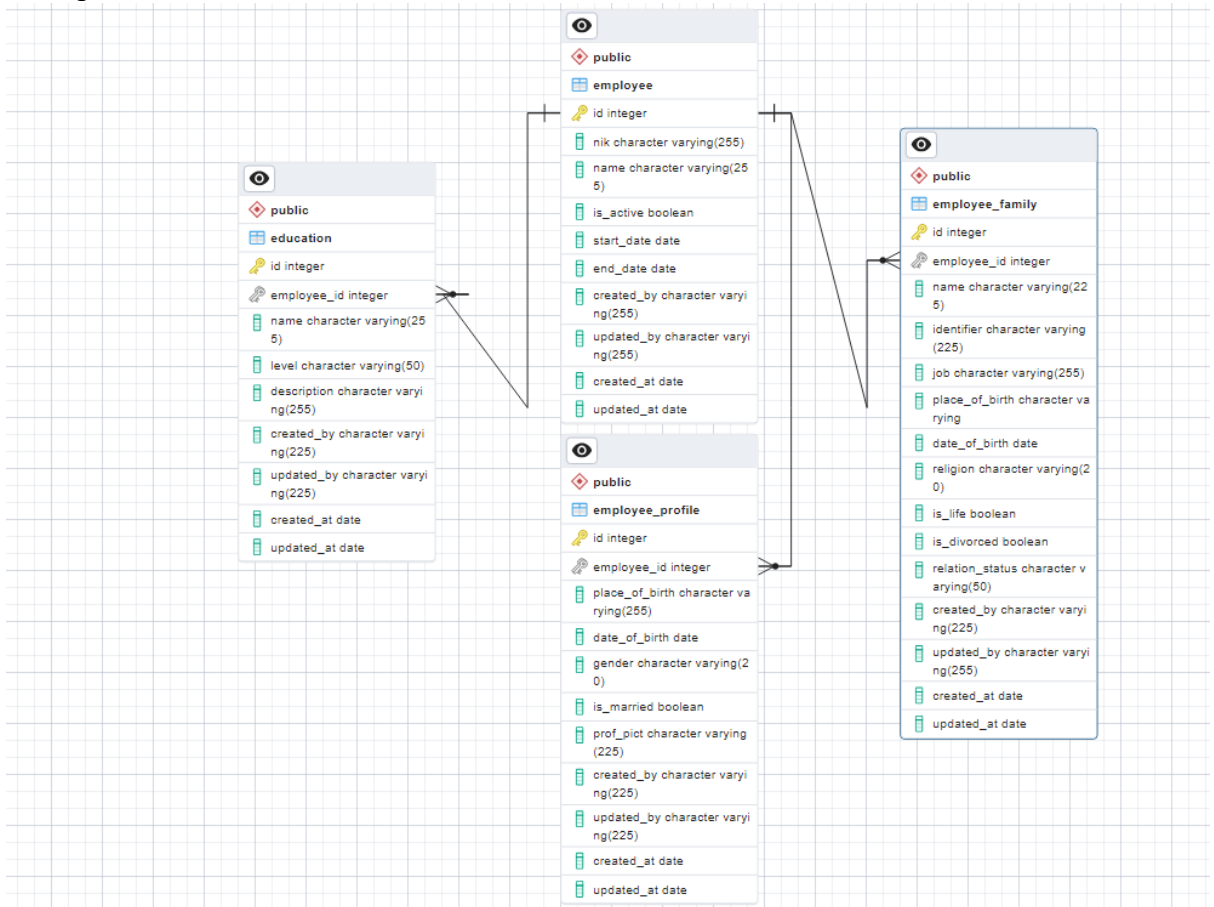 public
employee
id integer
nik character varying(255)
name character varying(25
5)
is_active boolean
start_date date
end_date date
created_by character varyi
ng(255)
updated_by character varyi
ng(255)
created_at date
updated_at date
public
education
id integer
employee_id integer
name character varying(25
5)
level character varying(50)
description character varyi
ng(255)
created_by character varyi
ng(225)
updated_by character varyi
ng(225)
created_at date
updated_at date
public
employee_profile
id integer
employee_id integer
place_of_birth character va
rying(255)
date_of_birth date
gender character varying(2
0)
is_married boolean
prof_pict character varying
(225)
created_by character varyi
ng(225)
updated_by character varyi
ng(225)
created_at date
updated_at date
public
employee_family
id integer
employee_id integer
name character varying(22
5)
identifier character varying
(225)
job character varying(255)
place_of_birth character va
rying
date_of_birth date
religion character varying(2
0)
is_life boolean
is_divorced boolean
relation_status character v
arying(50)
created_by character varyi
ng(225)
updated_by character varyi
ng(255)
created_at date
updated_at date